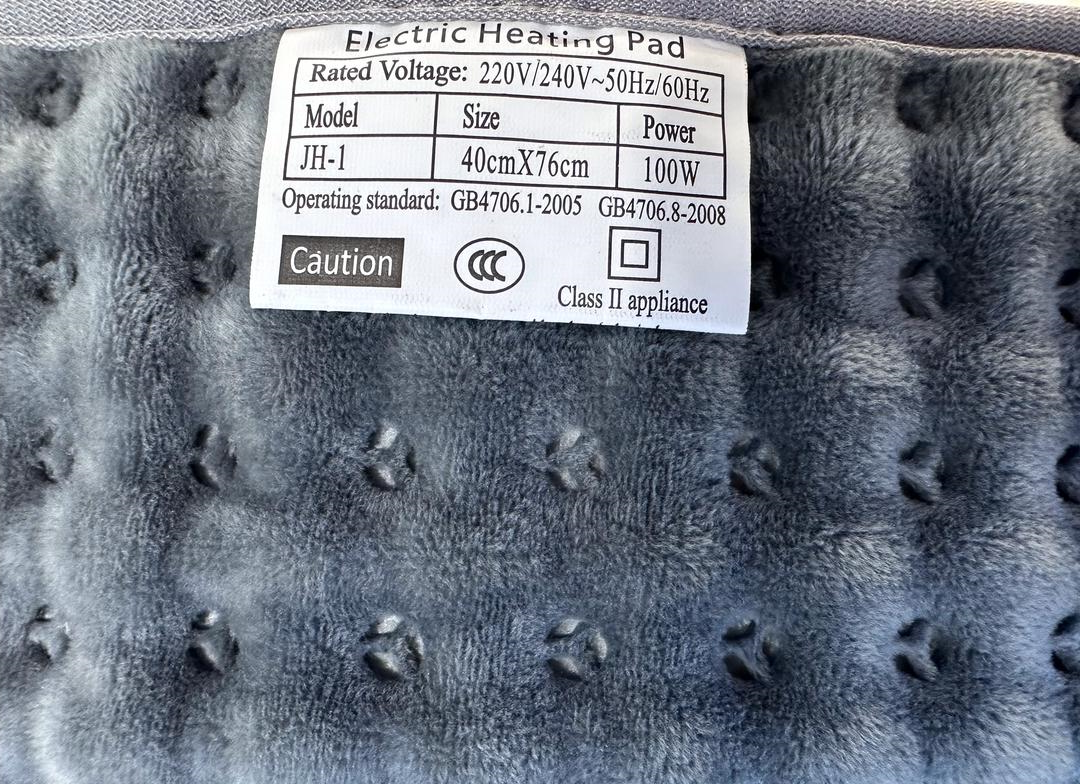 Electric Heating Pad
Rated Voltage: 220V/240V~50Hz/60Hz
Model Size Power
JH-1 40cmX76cm 100W
Operating standard: GB4706.1-2005 GB4706.8-2008
Caution CCC
Class II appliance